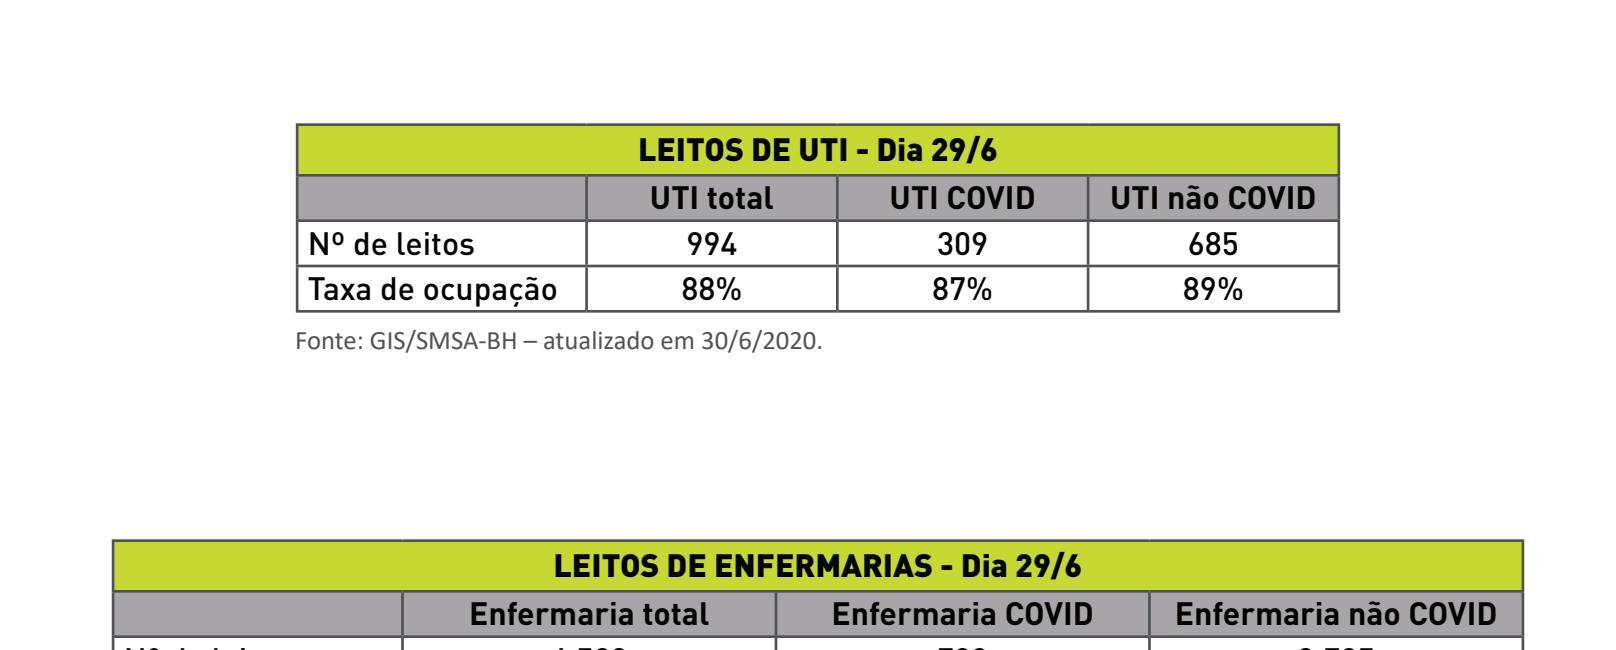 LEITOS DE UTI - Dia 29/6
UTI total UTI COVID UTI não COVID
Nº de leitos 994 309 685
Taxa de ocupação 88% 87% 89%
Fonte: GIS/SMSA-BH – atualizado em 30/6/2020.
LEITOS DE ENFERMARIAS - Dia 29/6
Enfermaria total Enfermaria COVID Enfermaria não COVID